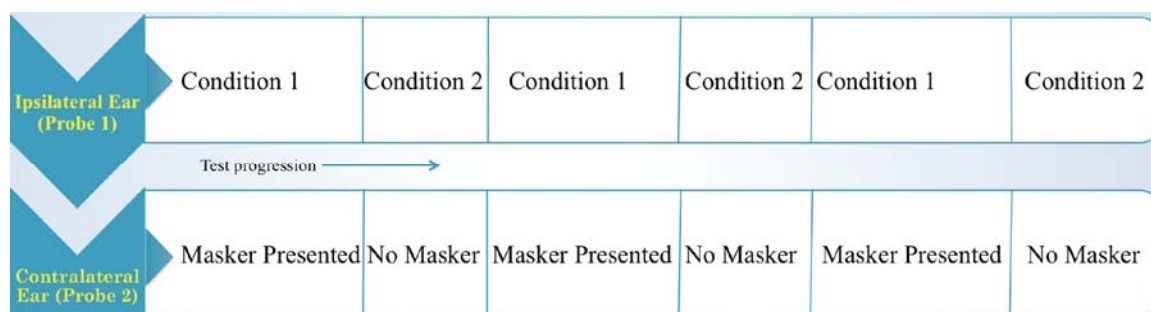 Ipsilateral Ear
(Probe 1)
Condition 1
Condition 2
Condition 1
Condition 2
Condition 1
Condition 2
Test progression
Contralateral
Ear (Probe 2)
Masker Presented
No Masker
Masker Presented
No Masker
Masker Presented
No Masker